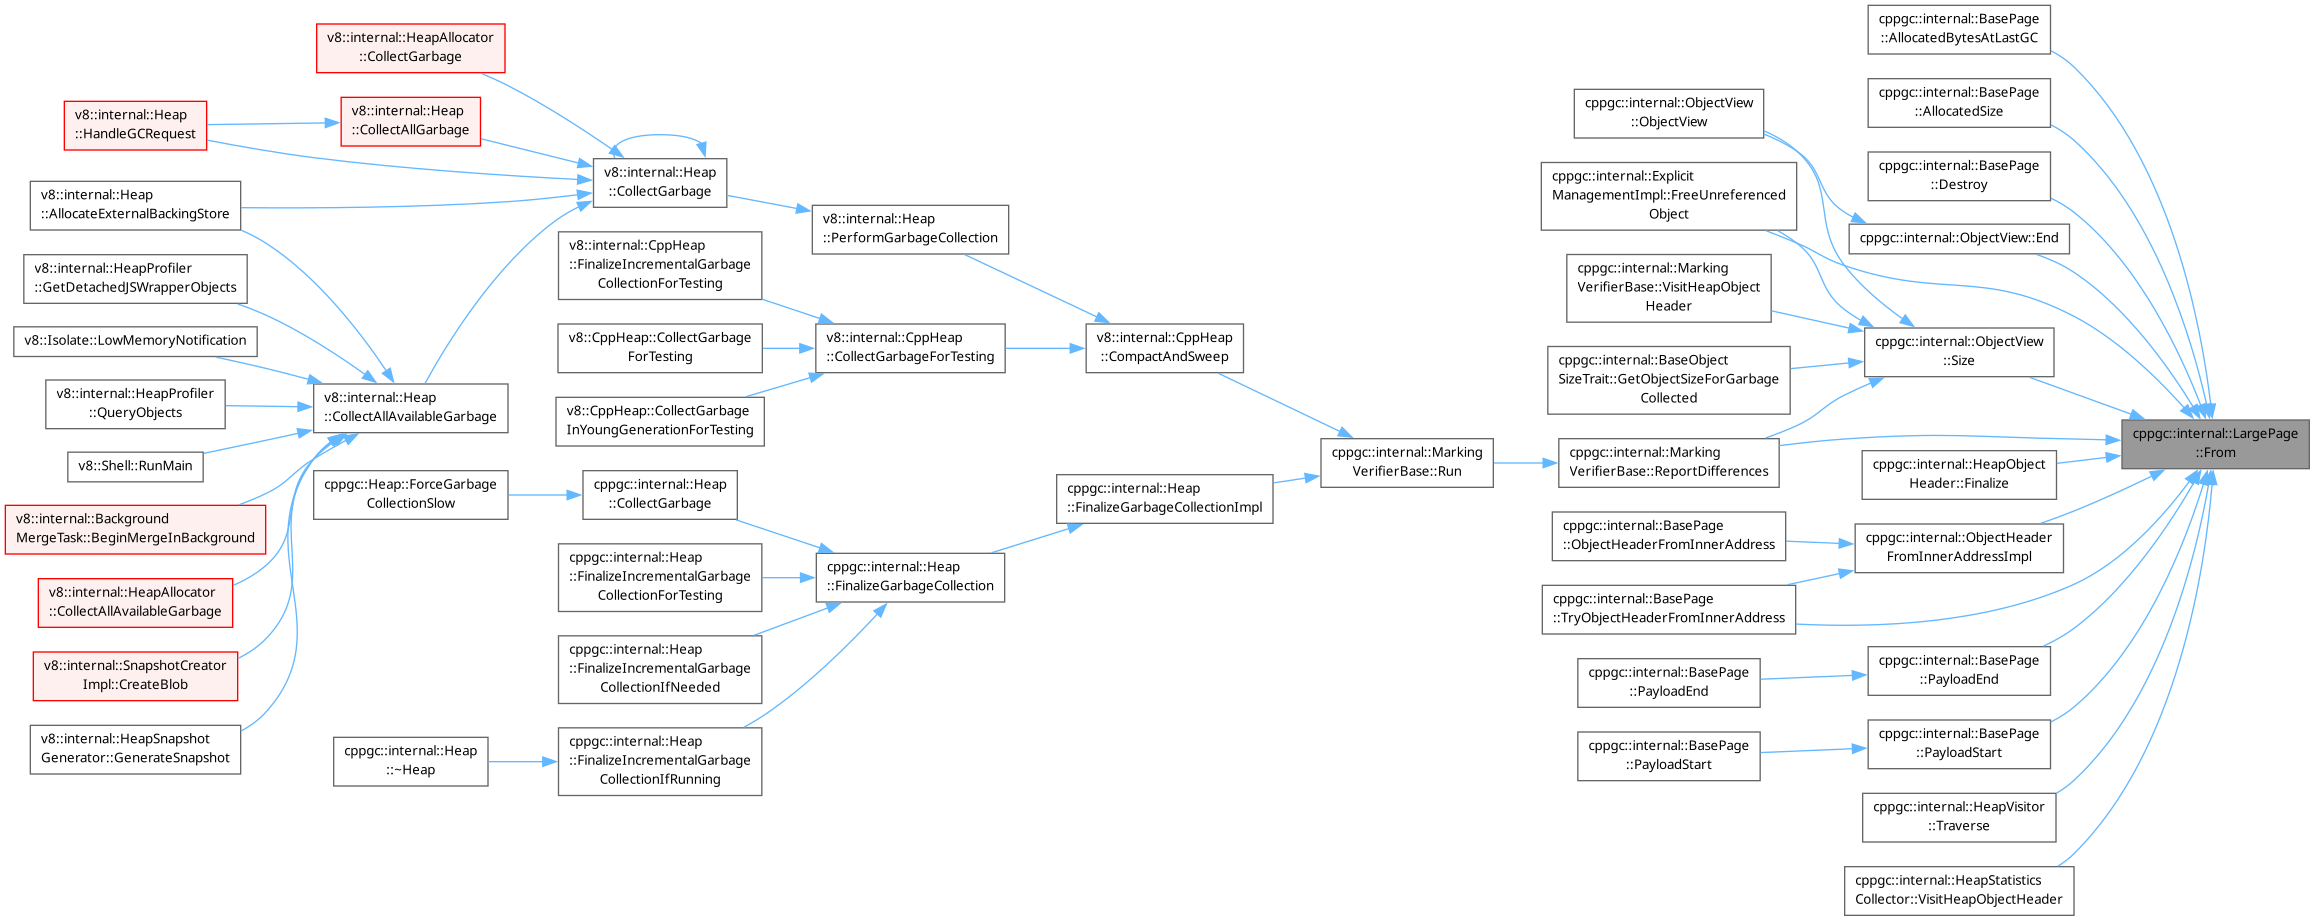 v8::internal::HeapAllocator
::CollectGarbage
v8::internal::Heap
::HandleGCRequest
v8::internal::Heap
::CollectAllGarbage
v8::internal::Heap
::AllocateExternalBackingStore
v8::internal::HeapProfiler
::GetDetachedJSWrapperObjects
v8::Isolate::LowMemoryNotification
v8::internal::HeapProfiler
::QueryObjects
v8::Shell::RunMain
v8::internal::Background
MergeTask::BeginMergeInBackground
v8::internal::HeapAllocator
::CollectAllAvailableGarbage
v8::internal::SnapshotCreator
Impl::CreateBlob
v8::internal::HeapSnapshot
Generator::GenerateSnapshot
v8::internal::Heap
::CollectAllAvailableGarbage
cppgc::Heap::ForceGarbage
CollectionSlow
cppgc::internal::Heap
::~Heap
v8::internal::Heap
::CollectGarbage
v8::internal::CppHeap
::FinalizeIncrementalGarbage
CollectionForTesting
v8::CppHeap::CollectGarbage
ForTesting
v8::CppHeap::CollectGarbage
InYoungGenerationForTesting
cppgc::internal::Heap
::CollectGarbage
cppgc::internal::Heap
::FinalizeIncrementalGarbage
CollectionForTesting
cppgc::internal::Heap
::FinalizeIncrementalGarbage
CollectionIfNeeded
cppgc::internal::Heap
::FinalizeIncrementalGarbage
CollectionIfRunning
v8::internal::Heap
::PerformGarbageCollection
v8::internal::CppHeap
::CollectGarbageForTesting
cppgc::internal::Heap
::FinalizeGarbageCollection
v8::internal::CppHeap
::CompactAndSweep
cppgc::internal::Heap
::FinalizeGarbageCollectionImpl
cppgc::internal::Marking
VerifierBase::Run
cppgc::internal::ObjectView
::ObjectView
cppgc::internal::Explicit
ManagementImpl::FreeUnreferenced
Object
cppgc::internal::Marking
VerifierBase::VisitHeapObject
Header
cppgc::internal::BaseObject
SizeTrait::GetObjectSizeForGarbage
Collected
cppgc::internal::Marking
VerifierBase::ReportDifferences
cppgc::internal::BasePage
::ObjectHeaderFromInnerAddress
cppgc::internal::BasePage
::TryObjectHeaderFromInnerAddress
cppgc::internal::BasePage
::PayloadEnd
cppgc::internal::BasePage
::PayloadStart
cppgc::internal::BasePage
::AllocatedBytesAtLastGC
cppgc::internal::BasePage
::AllocatedSize
cppgc::internal::BasePage
::Destroy
cppgc::internal::ObjectView::End
cppgc::internal::ObjectView
::Size
cppgc::internal::HeapObject
Header::Finalize
cppgc::internal::ObjectHeader
FromInnerAddressImpl
cppgc::internal::BasePage
::PayloadEnd
cppgc::internal::BasePage
::PayloadStart
cppgc::internal::HeapVisitor
::Traverse
cppgc::internal::HeapStatistics
Collector::VisitHeapObjectHeader
cppgc::internal::LargePage
::From